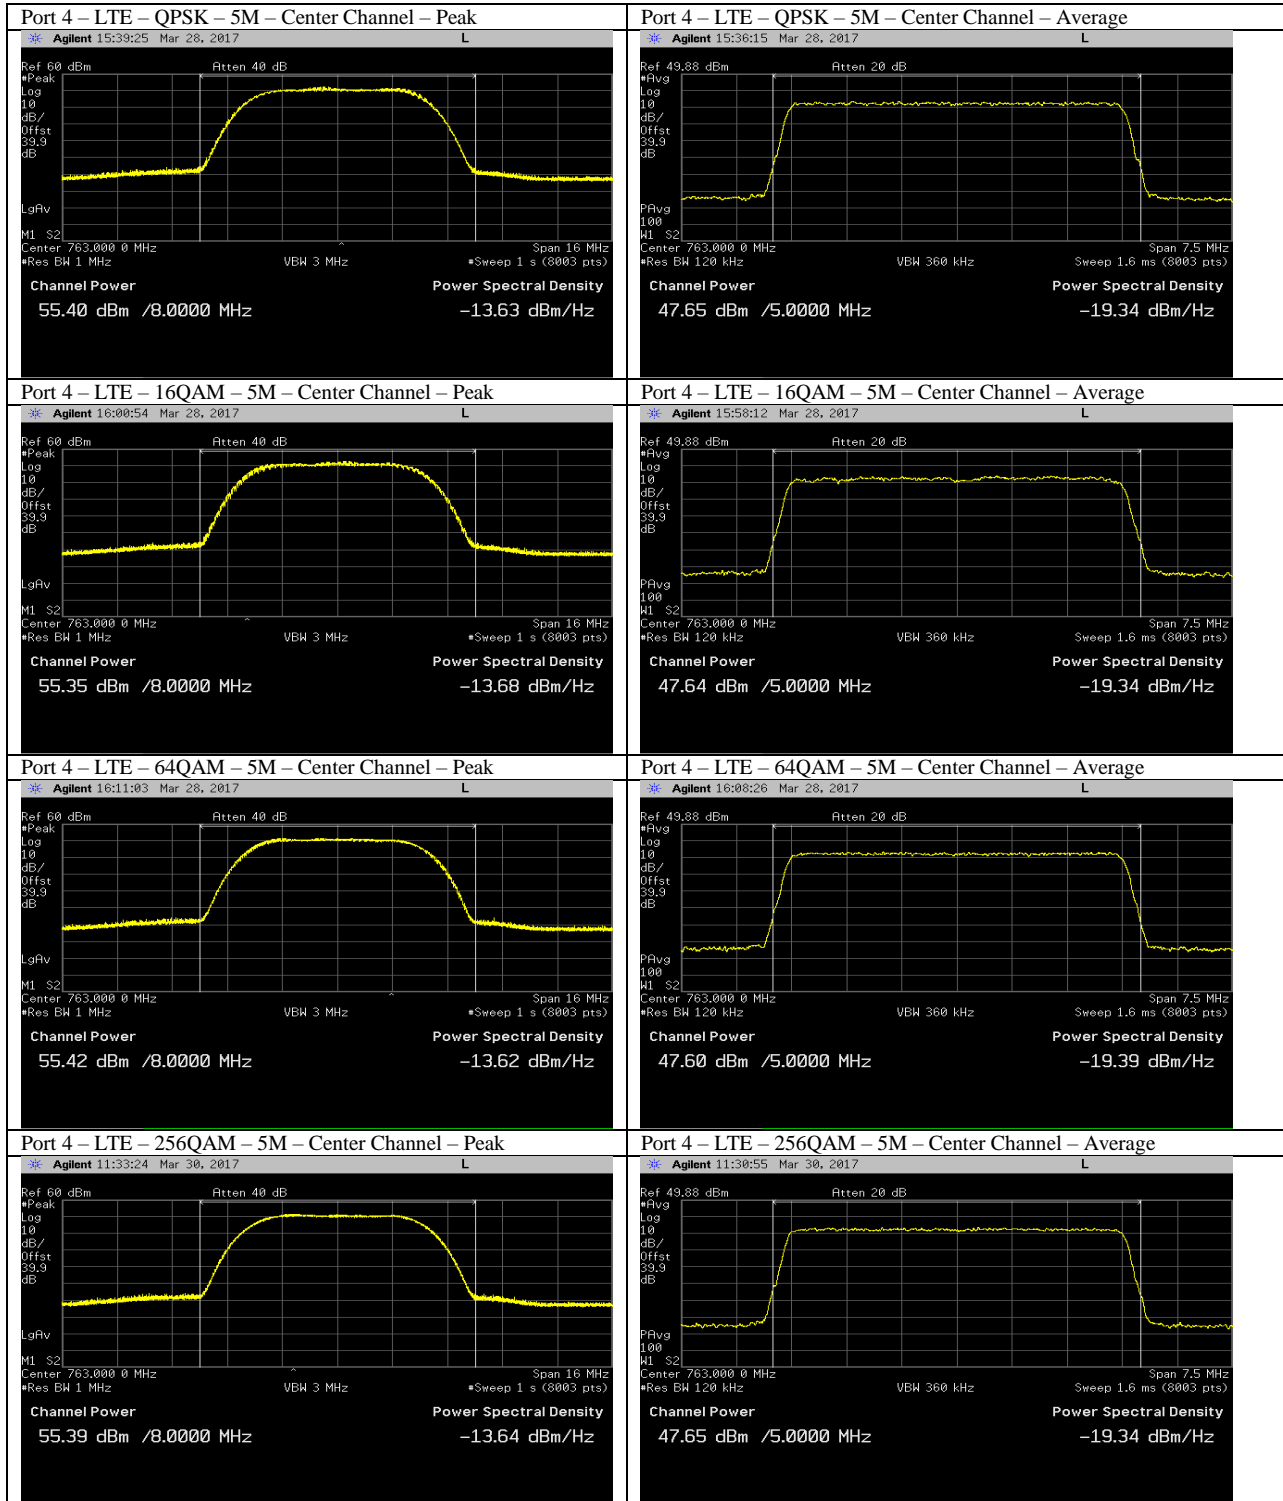 Port 4 – LTE – QPSK – 5M – Center Channel – Peak
Agilent 15:39:25 Mar 28, 2017 L
Ref 60 dBm Atten 40 dB
#Peak
Log
10
dB/
Offst
39.9
dB
LgAv
M1 S2
Center 763.000 0 MHz Span 16 MHz
#Res BW 1 MHz VBW 3 MHz #Sweep 1 s (8003 pts)
Channel Power Power Spectral Density
55.40 dBm /8.0000 MHz -13.63 dBm/Hz
Port 4 – LTE – QPSK – 5M – Center Channel – Average
Agilent 15:36:15 Mar 28, 2017 L
Ref 49.88 dBm Atten 20 dB
#Avg
Log
10
dB/
Offst
39.9
dB
PAvg
100
W1 S2
Center 763.000 0 MHz Span 7.5 MHz
#Res BW 120 kHz VBW 360 kHz Sweep 1.6 ms (8003 pts)
Channel Power Power Spectral Density
47.65 dBm /5.0000 MHz -19.34 dBm/Hz
Port 4 – LTE – 16QAM – 5M – Center Channel – Peak
Agilent 16:00:54 Mar 28, 2017 L
Ref 60 dBm Atten 40 dB
#Peak
Log
10
dB/
Offst
39.9
dB
LgAv
M1 S2
Center 763.000 0 MHz Span 16 MHz
#Res BW 1 MHz VBW 3 MHz #Sweep 1 s (8003 pts)
Channel Power Power Spectral Density
55.35 dBm /8.0000 MHz -13.68 dBm/Hz
Port 4 – LTE – 16QAM – 5M – Center Channel – Average
Agilent 15:58:12 Mar 28, 2017 L
Ref 49.88 dBm Atten 20 dB
#Avg
Log
10
dB/
Offst
39.9
dB
PAvg
100
W1 S2
Center 763.000 0 MHz Span 7.5 MHz
#Res BW 120 kHz VBW 360 kHz Sweep 1.6 ms (8003 pts)
Channel Power Power Spectral Density
47.64 dBm /5.0000 MHz -19.34 dBm/Hz
Port 4 – LTE – 64QAM – 5M – Center Channel – Peak
Agilent 16:11:03 Mar 28, 2017 L
Ref 60 dBm Atten 40 dB
#Peak
Log
10
dB/
Offst
39.9
dB
LgAv
M1 S2
Center 763.000 0 MHz Span 16 MHz
#Res BW 1 MHz VBW 3 MHz #Sweep 1 s (8003 pts)
Channel Power Power Spectral Density
55.42 dBm /8.0000 MHz -13.62 dBm/Hz
Port 4 – LTE – 64QAM – 5M – Center Channel – Average
Agilent 16:08:26 Mar 28, 2017 L
Ref 49.88 dBm Atten 20 dB
#Avg
Log
10
dB/
Offst
39.9
dB
PAvg
100
W1 S2
Center 763.000 0 MHz Span 7.5 MHz
#Res BW 120 kHz VBW 360 kHz Sweep 1.6 ms (8003 pts)
Channel Power Power Spectral Density
47.60 dBm /5.0000 MHz -19.39 dBm/Hz
Port 4 – LTE – 256QAM – 5M – Center Channel – Peak
Agilent 11:33:24 Mar 30, 2017 L
Ref 60 dBm Atten 40 dB
#Peak
Log
10
dB/
Offst
39.9
dB
LgAv
M1 S2
Center 763.000 0 MHz Span 16 MHz
#Res BW 1 MHz VBW 3 MHz #Sweep 1 s (8003 pts)
Channel Power Power Spectral Density
55.39 dBm /8.0000 MHz -13.64 dBm/Hz
Port 4 – LTE – 256QAM – 5M – Center Channel – Average
Agilent 11:30:55 Mar 30, 2017 L
Ref 49.88 dBm Atten 20 dB
#Avg
Log
10
dB/
Offst
39.9
dB
PAvg
100
W1 S2
Center 763.000 0 MHz Span 7.5 MHz
#Res BW 120 kHz VBW 360 kHz Sweep 1.6 ms (8003 pts)
Channel Power Power Spectral Density
47.65 dBm /5.0000 MHz -19.34 dBm/Hz